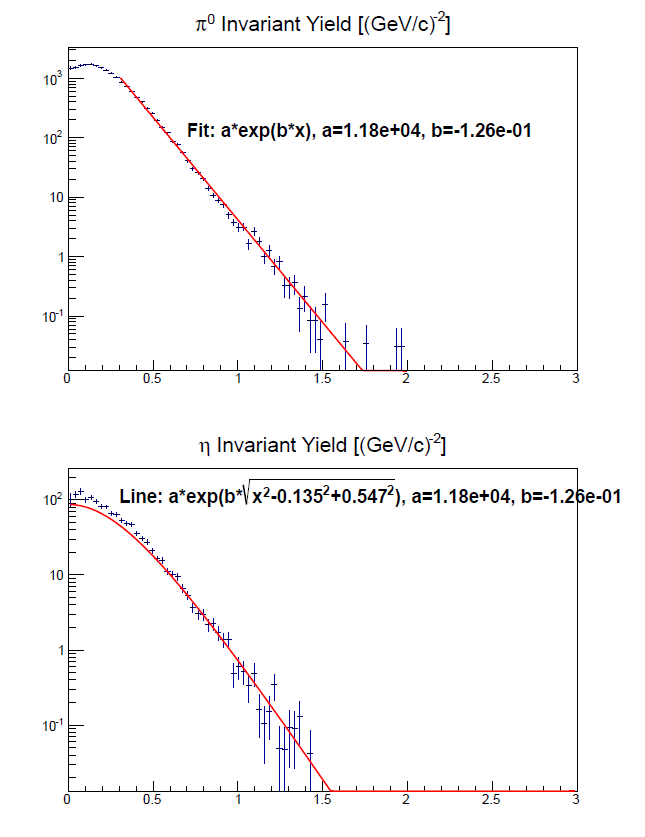 π⁰ Invariant Yield [(GeV/c)⁻²]
10³
10²
10
1
10⁻¹
Fit: a*exp(b*x), a=1.18e+04, b=-1.26e-01
0 0.5 1 1.5 2 2.5 3
η Invariant Yield [(GeV/c)⁻²]
10²
10
1
10⁻¹
Line: a*exp(b*√x²-0.135²+0.547²), a=1.18e+04, b=-1.26e-01
0 0.5 1 1.5 2 2.5 3